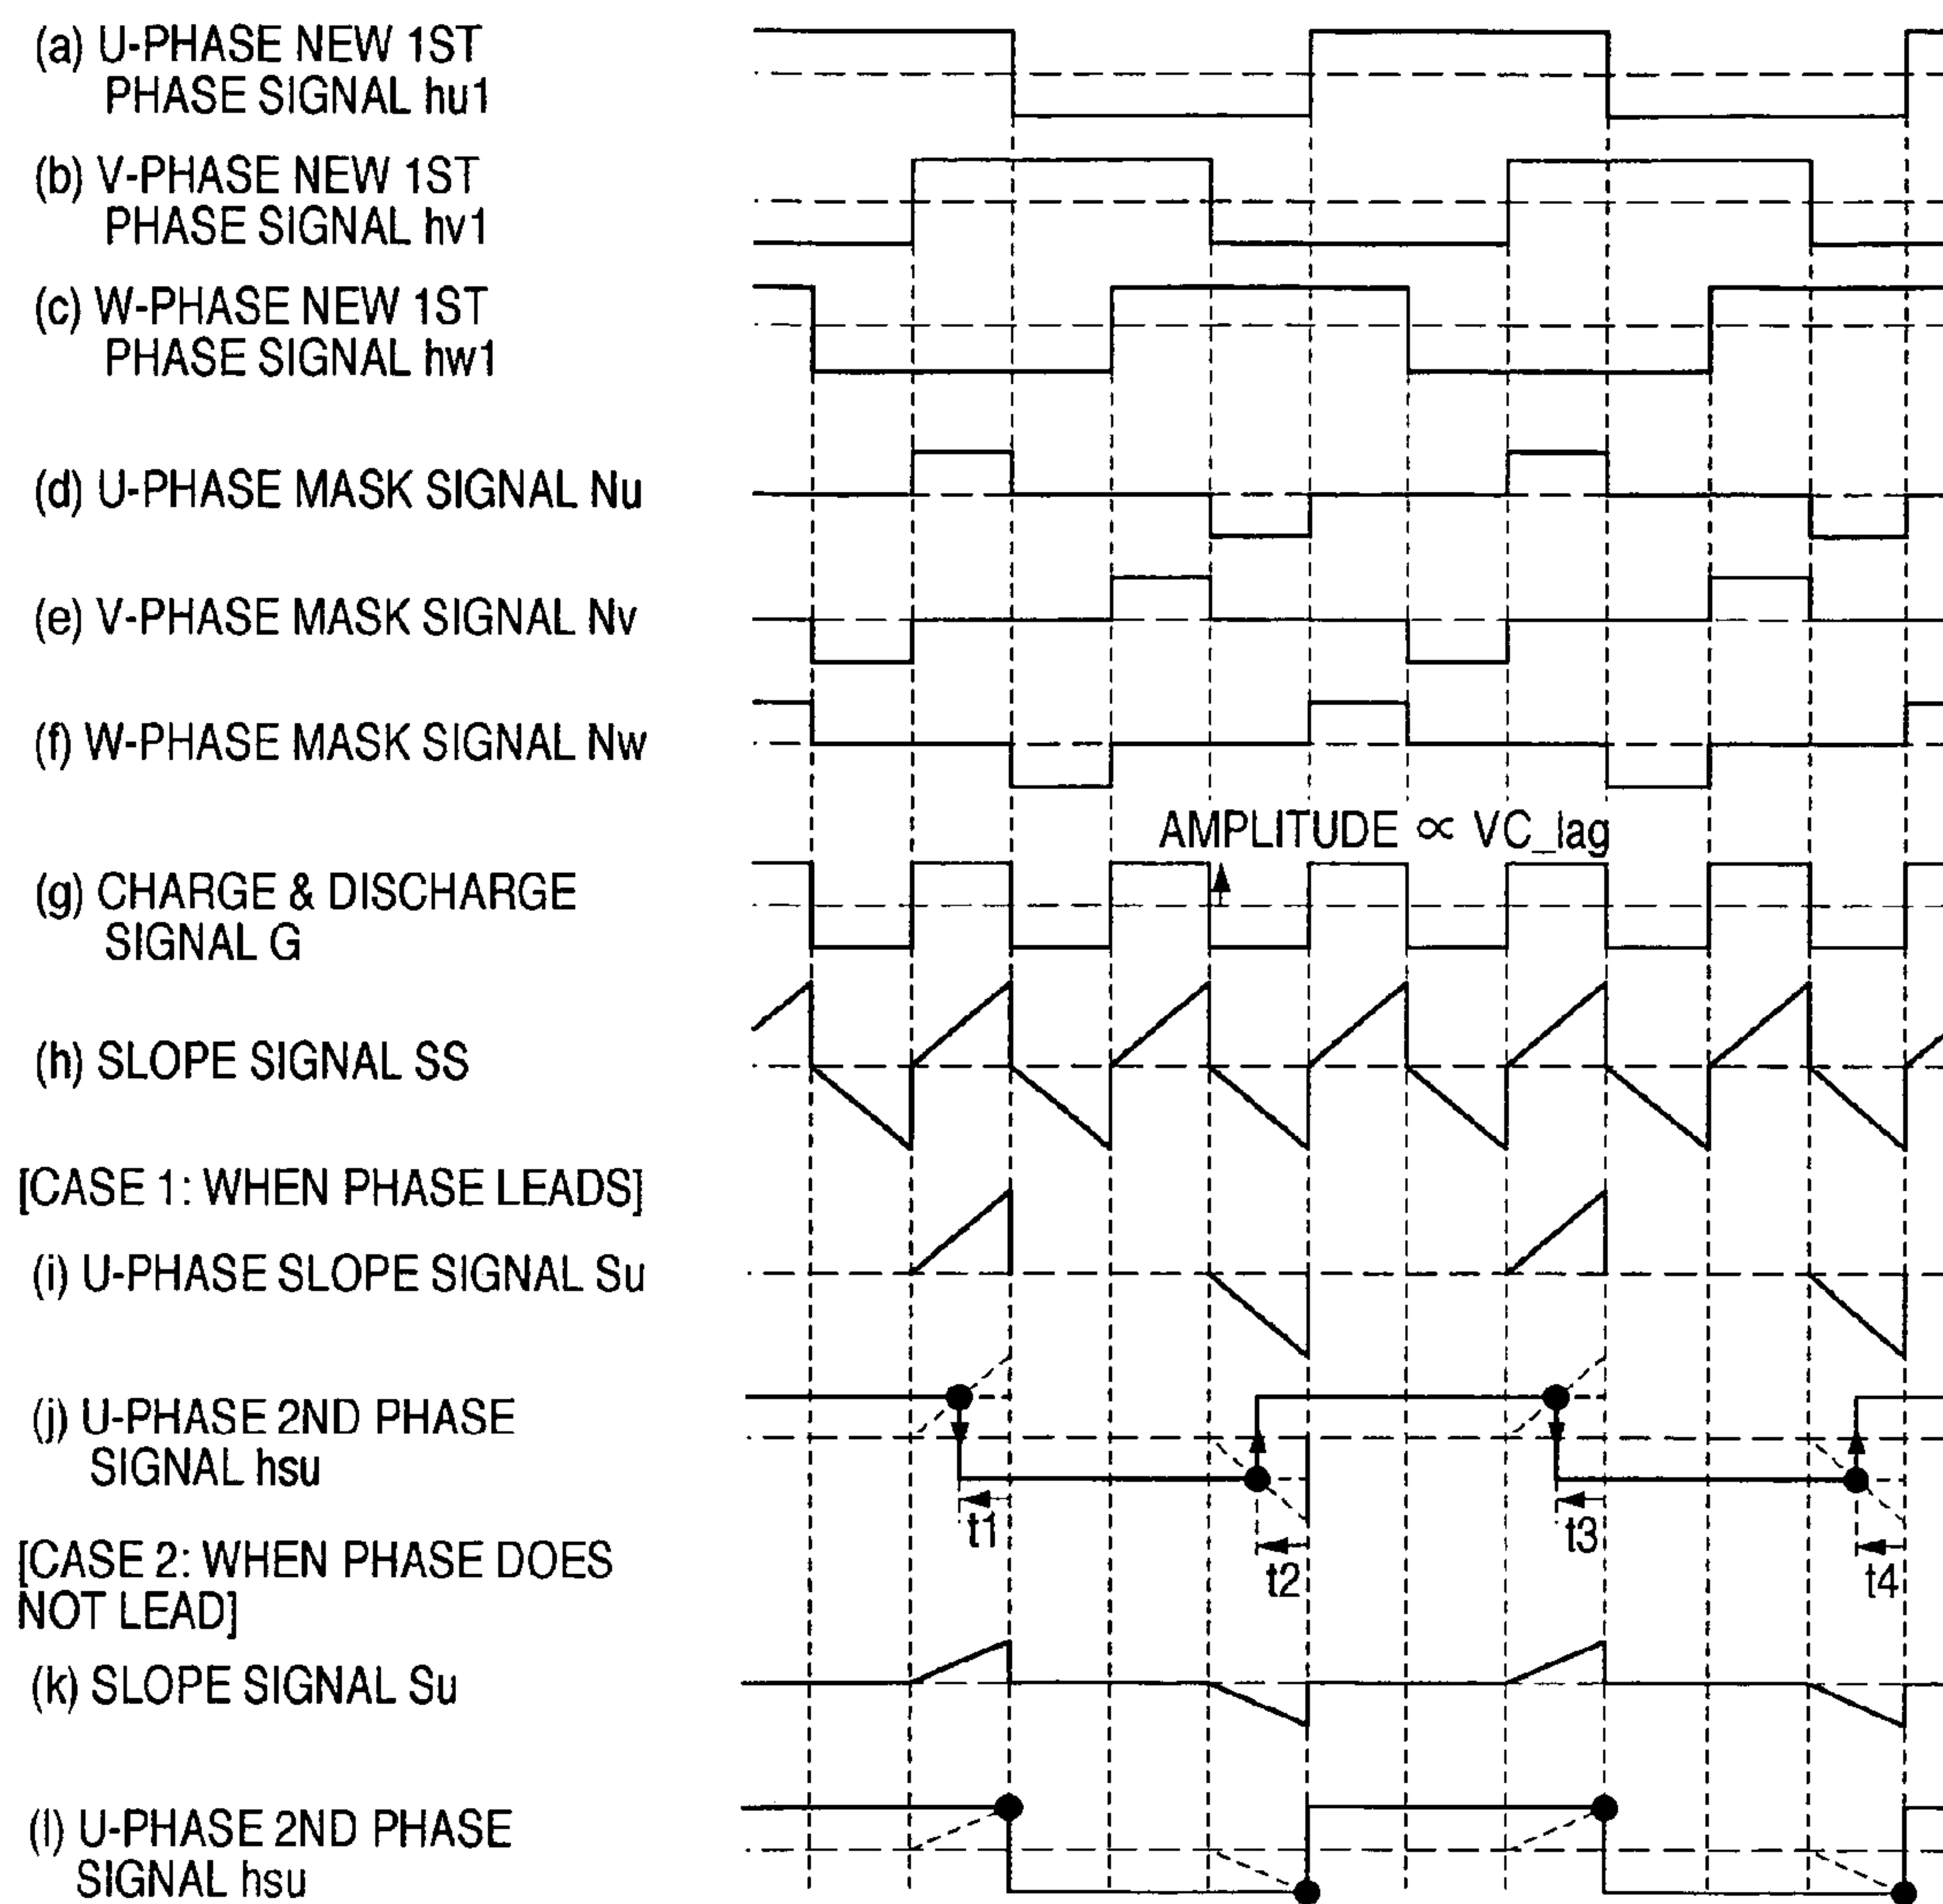 (a) U-PHASE NEW 1ST
PHASE SIGNAL hu1
(b) V-PHASE NEW 1ST
PHASE SIGNAL hv1
(c) W-PHASE NEW 1ST
PHASE SIGNAL hw1
(d) U-PHASE MASK SIGNAL Nu
(e) V-PHASE MASK SIGNAL Nv
(f) W-PHASE MASK SIGNAL Nw
AMPLITUDE ∝ VC_lag
(g) CHARGE & DISCHARGE
SIGNAL G
(h) SLOPE SIGNAL SS
[CASE 1: WHEN PHASE LEADS]
(i) U-PHASE SLOPE SIGNAL Su
(j) U-PHASE 2ND PHASE
SIGNAL hsu
t1
t2
t3
t4
[CASE 2: WHEN PHASE DOES
NOT LEAD]
(k) SLOPE SIGNAL Su
(l) U-PHASE 2ND PHASE
SIGNAL hsu